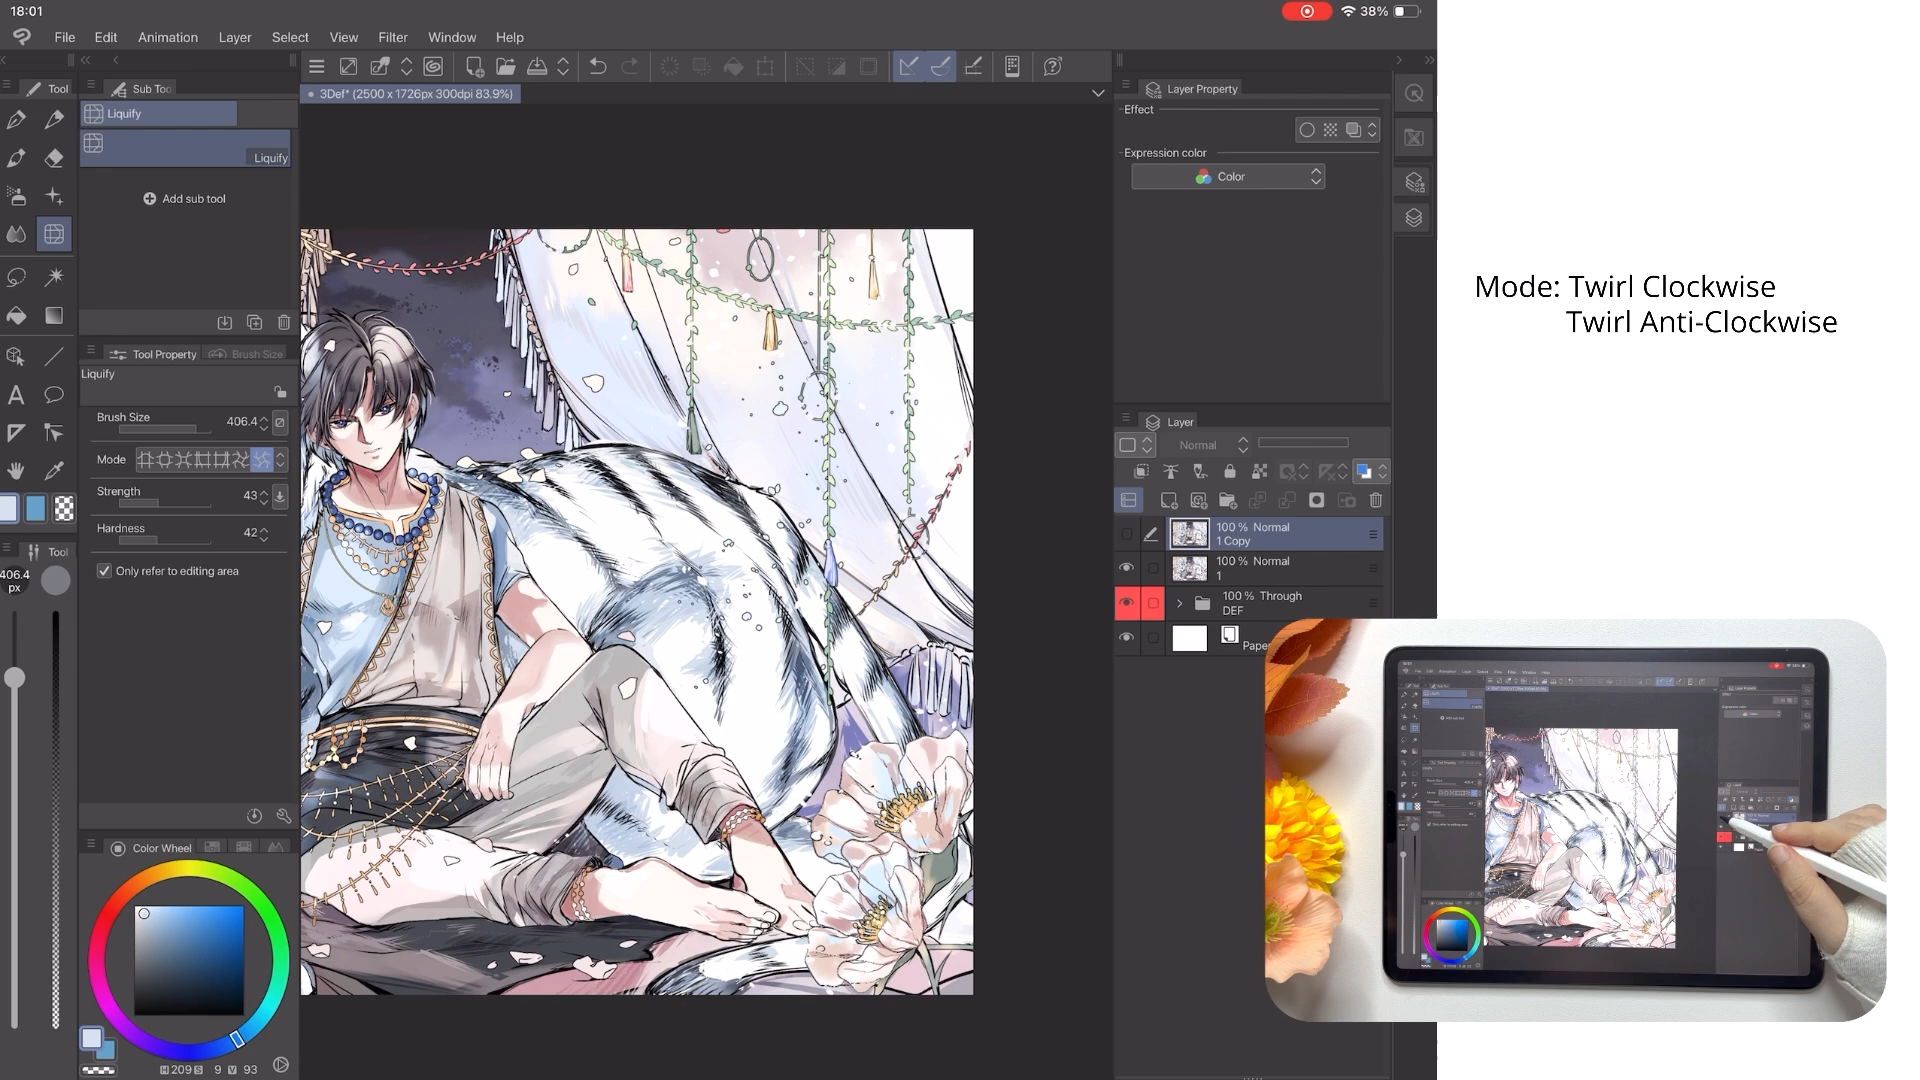 18:01
38%
File Edit Animation Layer Select View Filter Window Help
Tool
Sub Too
3Def* (2500 x 1726px 300dpi 83.9%)
Liquify
Liquify
Add sub tool
Tool Property
Brush Size
Liquify
Brush Size 406.4
Mode
Strength 43
Hardness 42
Only refer to editing area
Tool
406.4
px
Color Wheel
H 209 S 9 V 93
Layer Property
Effect
Expression color
Color
Layer
Normal
100 % Normal
1 Copy
100 % Normal
1
100 % Through
DEF
Paper
Mode: Twirl Clockwise
Twirl Anti-Clockwise